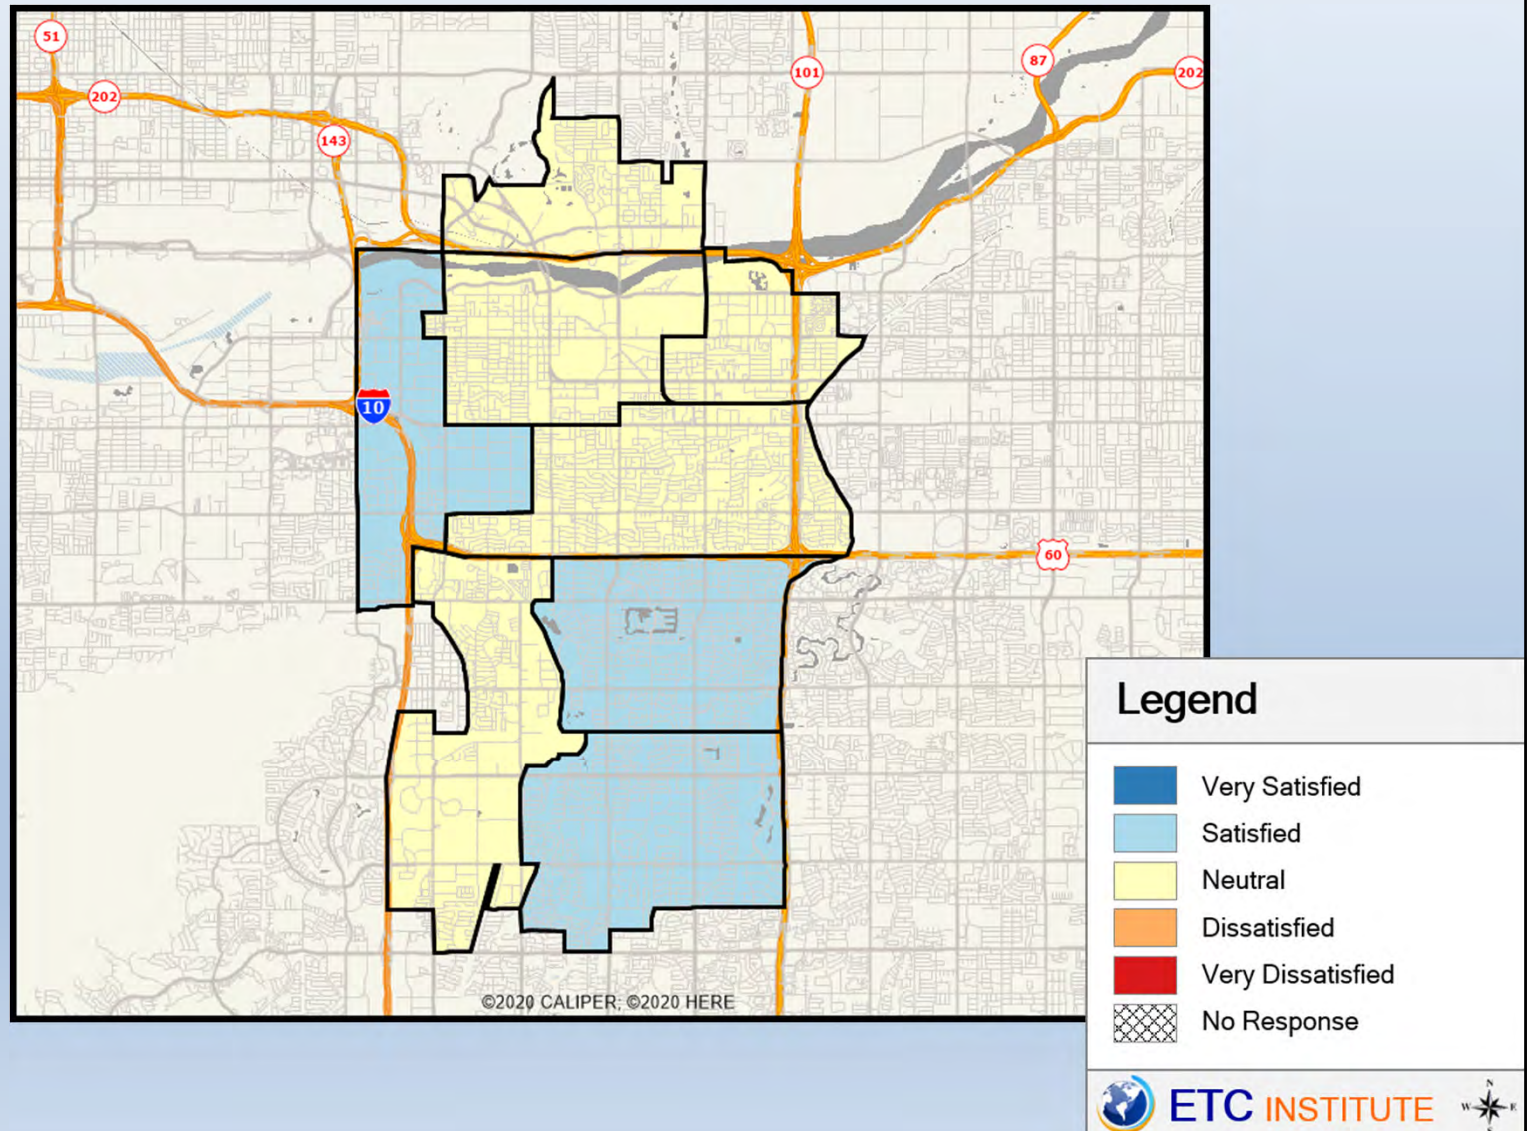 51
202
143
101
87
202
10
60
©2020 CALIPER; ©2020 HERE
Legend
Very Satisfied
Satisfied
Neutral
Dissatisfied
Very Dissatisfied
No Response
ETC INSTITUTE
N
W E
S